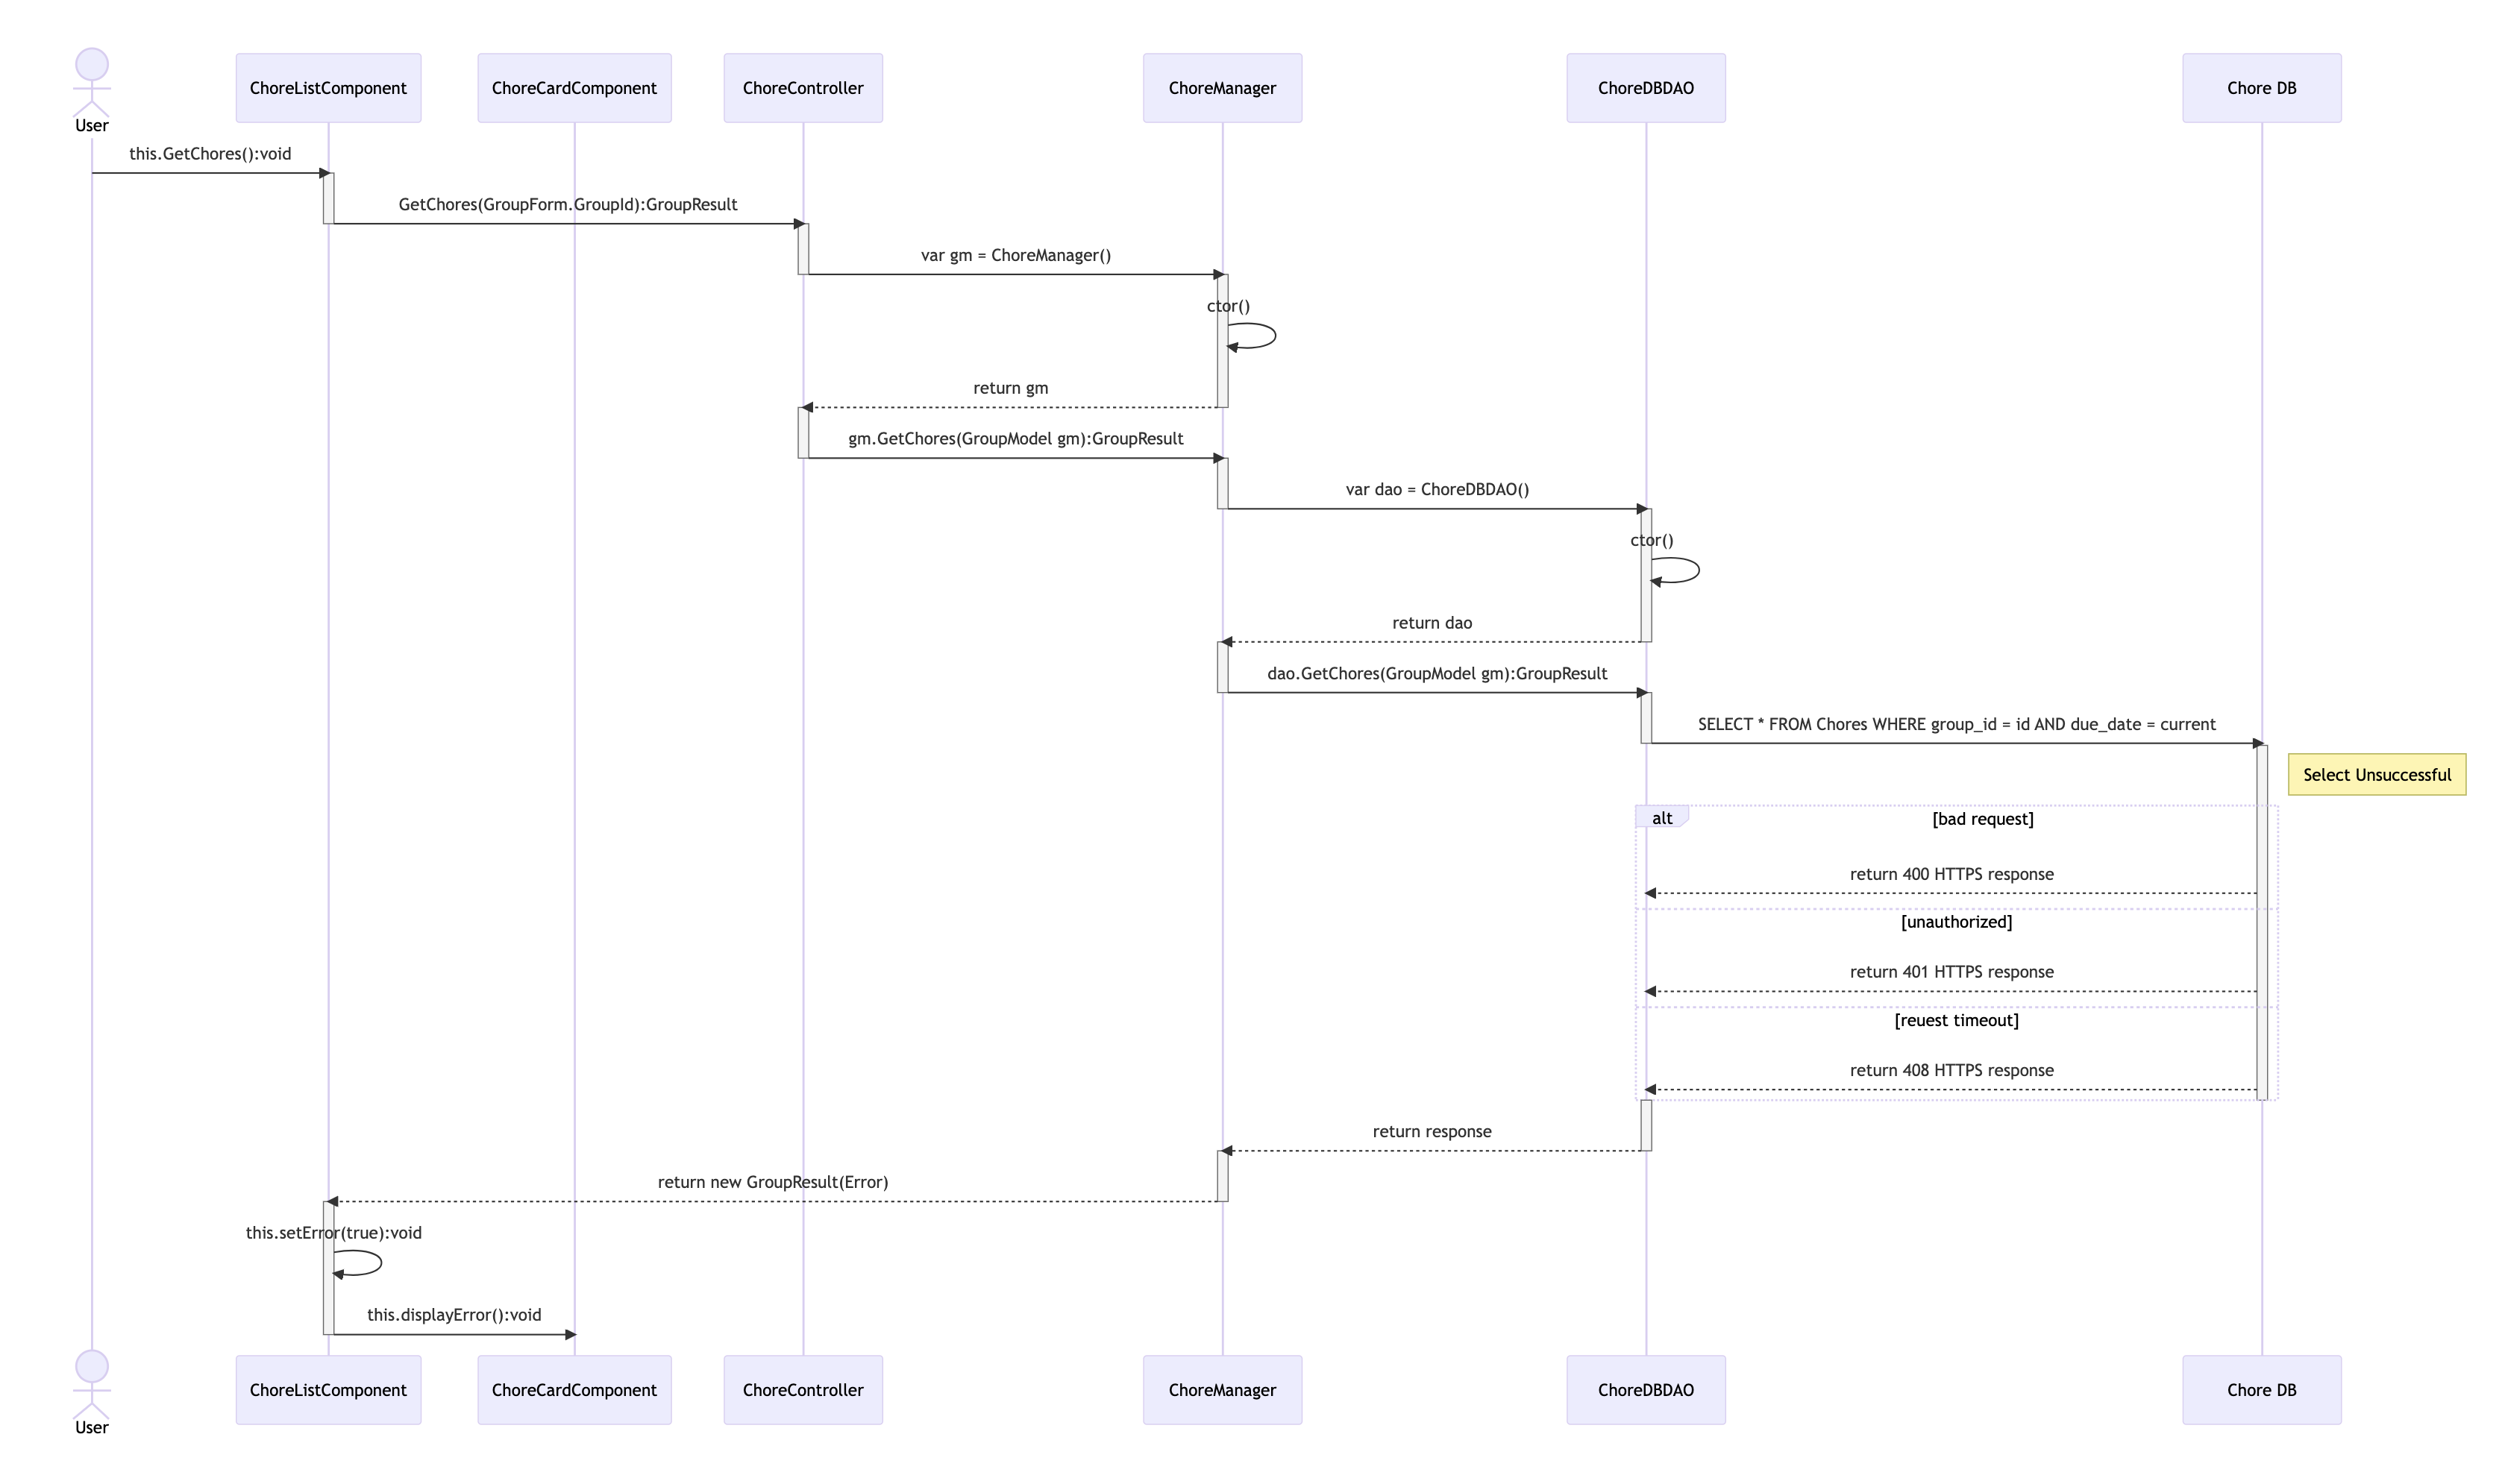 User
ChoreListComponent
ChoreCardComponent
ChoreController
ChoreManager
ChoreDBDAO
Chore DB
this.GetChores():void
GetChores(GroupForm.GroupId):GroupResult
var gm = ChoreManager()
ctor()
return gm
gm.GetChores(GroupModel gm):GroupResult
var dao = ChoreDBDAO()
ctor()
return dao
dao.GetChores(GroupModel gm):GroupResult
SELECT * FROM Chores WHERE group_id = id AND due_date = current
Select Unsuccessful
alt
[bad request]
return 400 HTTPS response
[unauthorized]
return 401 HTTPS response
[reuest timeout]
return 408 HTTPS response
return response
return new GroupResult(Error)
this.setError(true):void
this.displayError():void
User
ChoreListComponent
ChoreCardComponent
ChoreController
ChoreManager
ChoreDBDAO
Chore DB